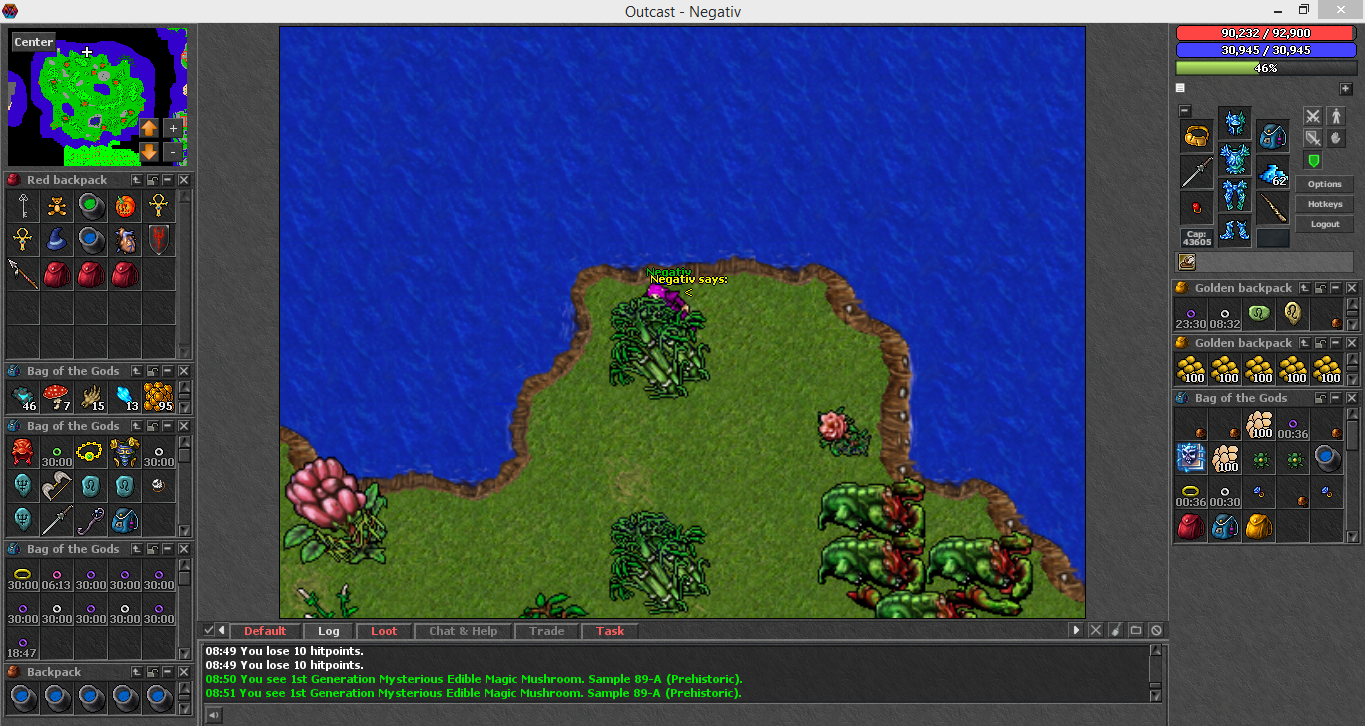 Outcast - Negativ
Center
+
-
Red backpack
Bag of the Gods
46 7 15 13 95
Bag of the Gods
30:00 30:00
Bag of the Gods
30:00 06:13 30:00 30:00 30:00
30:00 30:00 30:00 30:00 30:00
18:47
Backpack
Negativ
Negativ says:
<
Default Log Loot Chat & Help Trade Task
08:49 You lose 10 hitpoints.
08:49 You lose 10 hitpoints.
08:50 You see 1st Generation Mysterious Edible Magic Mushroom. Sample 89-A (Prehistoric).
08:51 You see 1st Generation Mysterious Edible Magic Mushroom. Sample 89-A (Prehistoric).
90,232 / 92,900
30,945 / 30,945
46%
62
Cap:
43605
Options
Hotkeys
Logout
Golden backpack
23:30 08:32
Golden backpack
100 100 100 100 100
Bag of the Gods
100 00:36
100
00:36 00:30